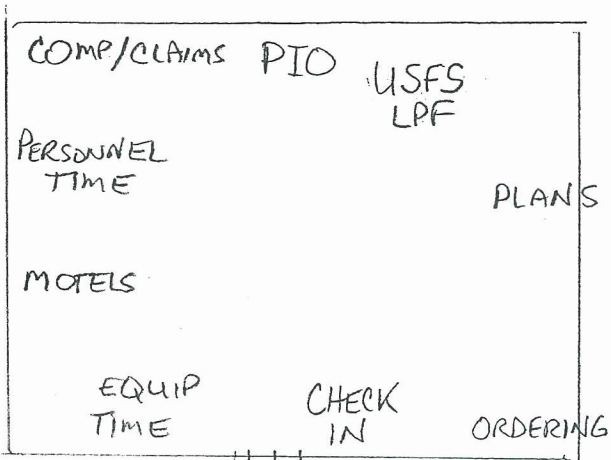 COMP/CLAIMS PIO USFS
LPF
PERSONNEL
TIME
PLANS
MOTELS
EQUIP
TIME
CHECK
IN
ORDERING